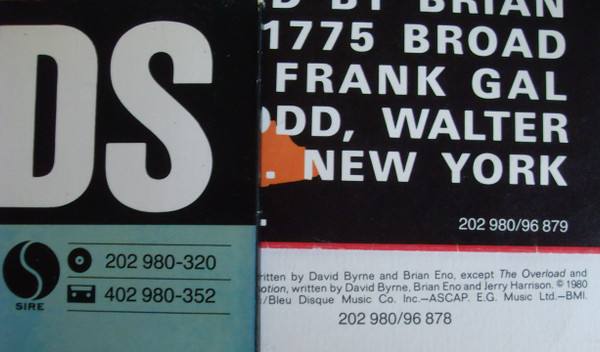 DS
SIRE
202 980-320
402 980-352
D BY BRIAN
1775 BROAD
FRANK GAL
ODD, WALTER
. NEW YORK
.
202 980/96 879
ritten by David Byrne and Brian Eno, except The Overload and
otion, written by David Byrne, Brian Eno and Jerry Harrison. © 1980
/Bleu Disque Music Co. Inc.—ASCAP. E.G. Music Ltd.—BMI.
202 980/96 878